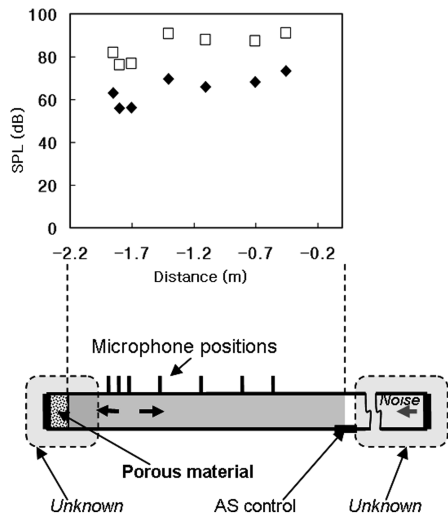 100
80
60
40
20
0
SPL (dB)
−2.2 −1.7 −1.2 −0.7 −0.2
Distance (m)
Microphone positions
Noise
Porous material
Unknown
AS control
Unknown